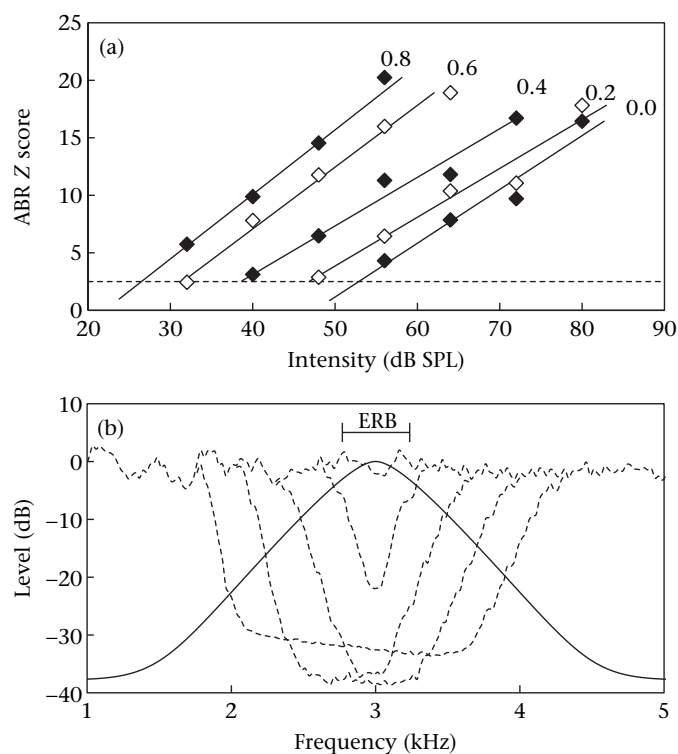 (a)
25
20
15
10
5
0
ABR Z score
0.8
0.6
0.4
0.2
0.0
20 30 40 50 60 70 80 90
Intensity (dB SPL)
(b)
ERB
10
0
−10
−20
−30
−40
Level (dB)
1 2 3 4 5
Frequency (kHz)